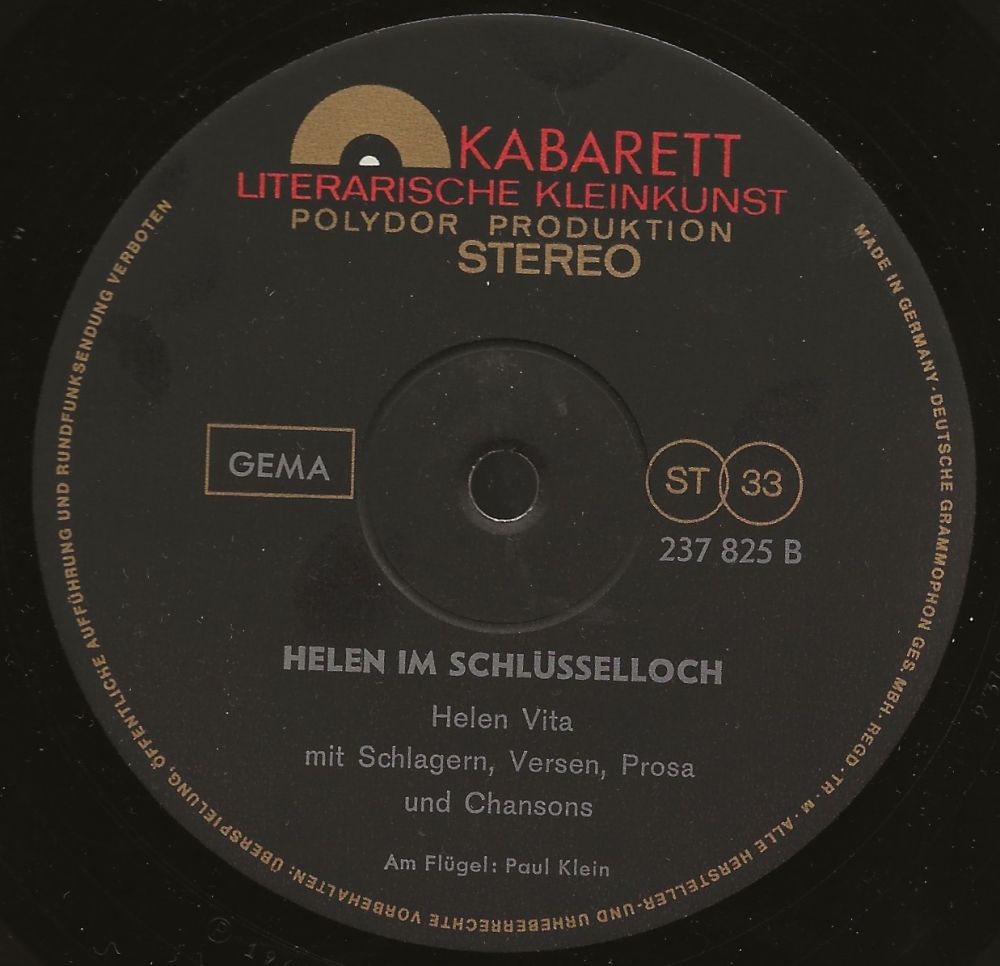 KABARETT
LITERARISCHE KLEINKUNST
POLYDOR PRODUKTION
STEREO
GEMA
ST 33
237 825 B
HELEN IM SCHLÜSSELLOCH
Helen Vita
mit Schlagern, Versen, Prosa
und Chansons
Am Flügel: Paul Klein
MADE IN GERMANY · DEUTSCHE GRAMMOPHON GES. MBH. · REGD · TR · M · ALLE HERSTELLER- UND URHEBERRECHTE VORBEHALTEN: ÜBERSPIELUNG, ÖFFENTLICHE AUFFÜHRUNG UND RUNDFUNKSENDUNG VERBOTEN